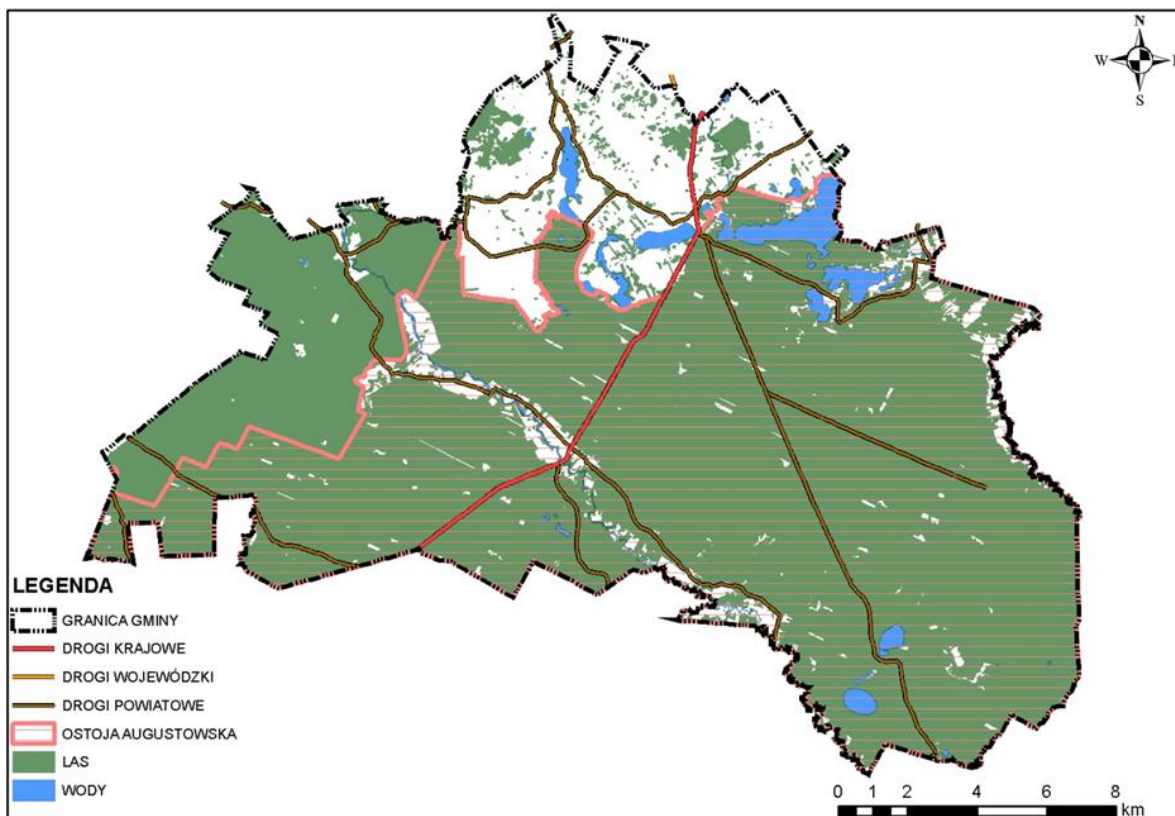 N
W
E
S
LEGENDA
GRANICA GMINY
DROGI KRAJOWE
DROGI WOJEWÓDZKI
DROGI POWIATOWE
OSTOJA AUGUSTOWSKA
LAS
WODY
0 1 2 4 6 8
km